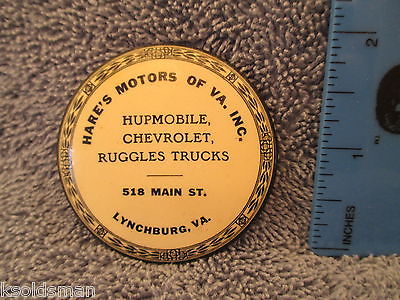 HARE'S MOTORS OF VA. INC.
HUPMOBILE,
CHEVROLET,
RUGGLES TRUCKS
518 MAIN ST.
LYNCHBURG, VA.
2
1
INCHES
ksoldsman